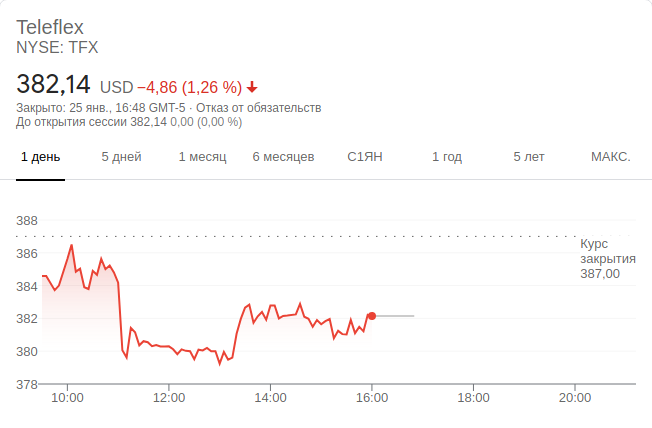 Teleflex
NYSE: TFX
382,14 USD −4,86 (1,26 %)
Закрыто: 25 янв., 16:48 GMT-5 · Отказ от обязательств
До открытия сессии 382,14 0,00 (0,00 %)
1 день 5 дней 1 месяц 6 месяцев С1ЯН 1 год 5 лет МАКС.
388
Курс
386
закрытия
387,00
384
382
380
378
10:00 12:00 14:00 16:00 18:00 20:00